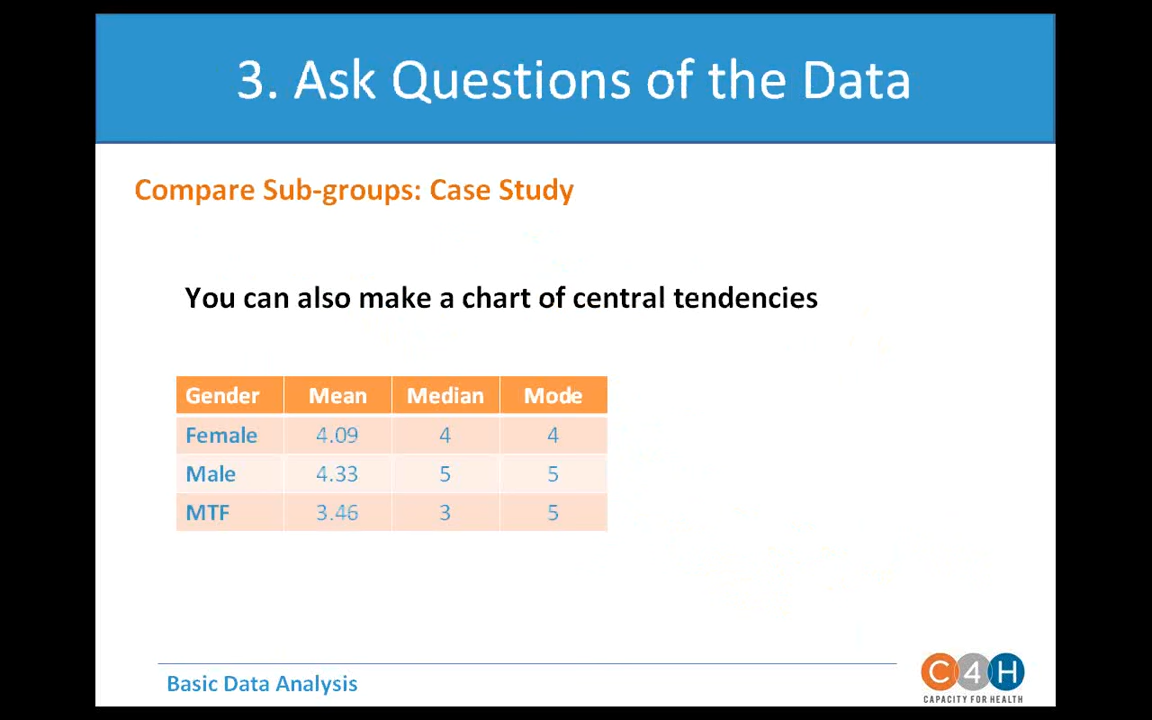 3. Ask Questions of the Data
Compare Sub-groups: Case Study
You can also make a chart of central tendencies
Gender Mean Median Mode
Female 4.09 4 4
Male 4.33 5 5
MTF 3.46 3 5
Basic Data Analysis
C4H
CAPACITY FOR HEALTH